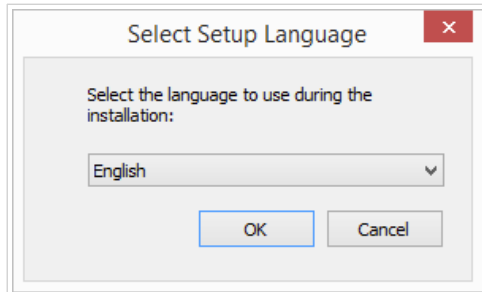 Select Setup Language
Select the language to use during the
installation:
English
OK
Cancel